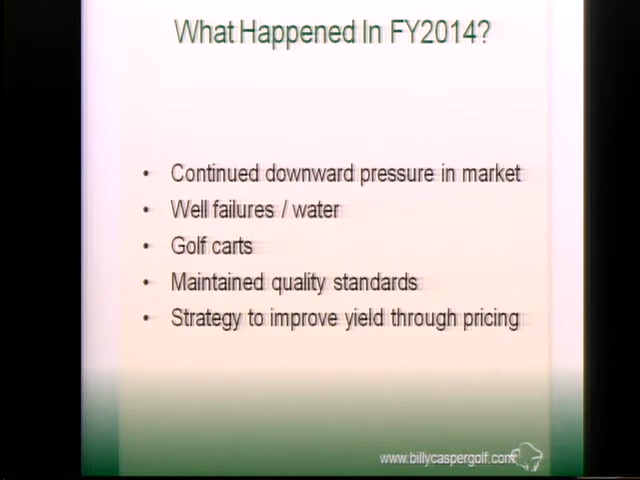 What Happened In FY2014?
• Continued downward pressure in market
• Well failures / water
• Golf carts
• Maintained quality standards
• Strategy to improve yield through pricing
www.billycaspergolf.com